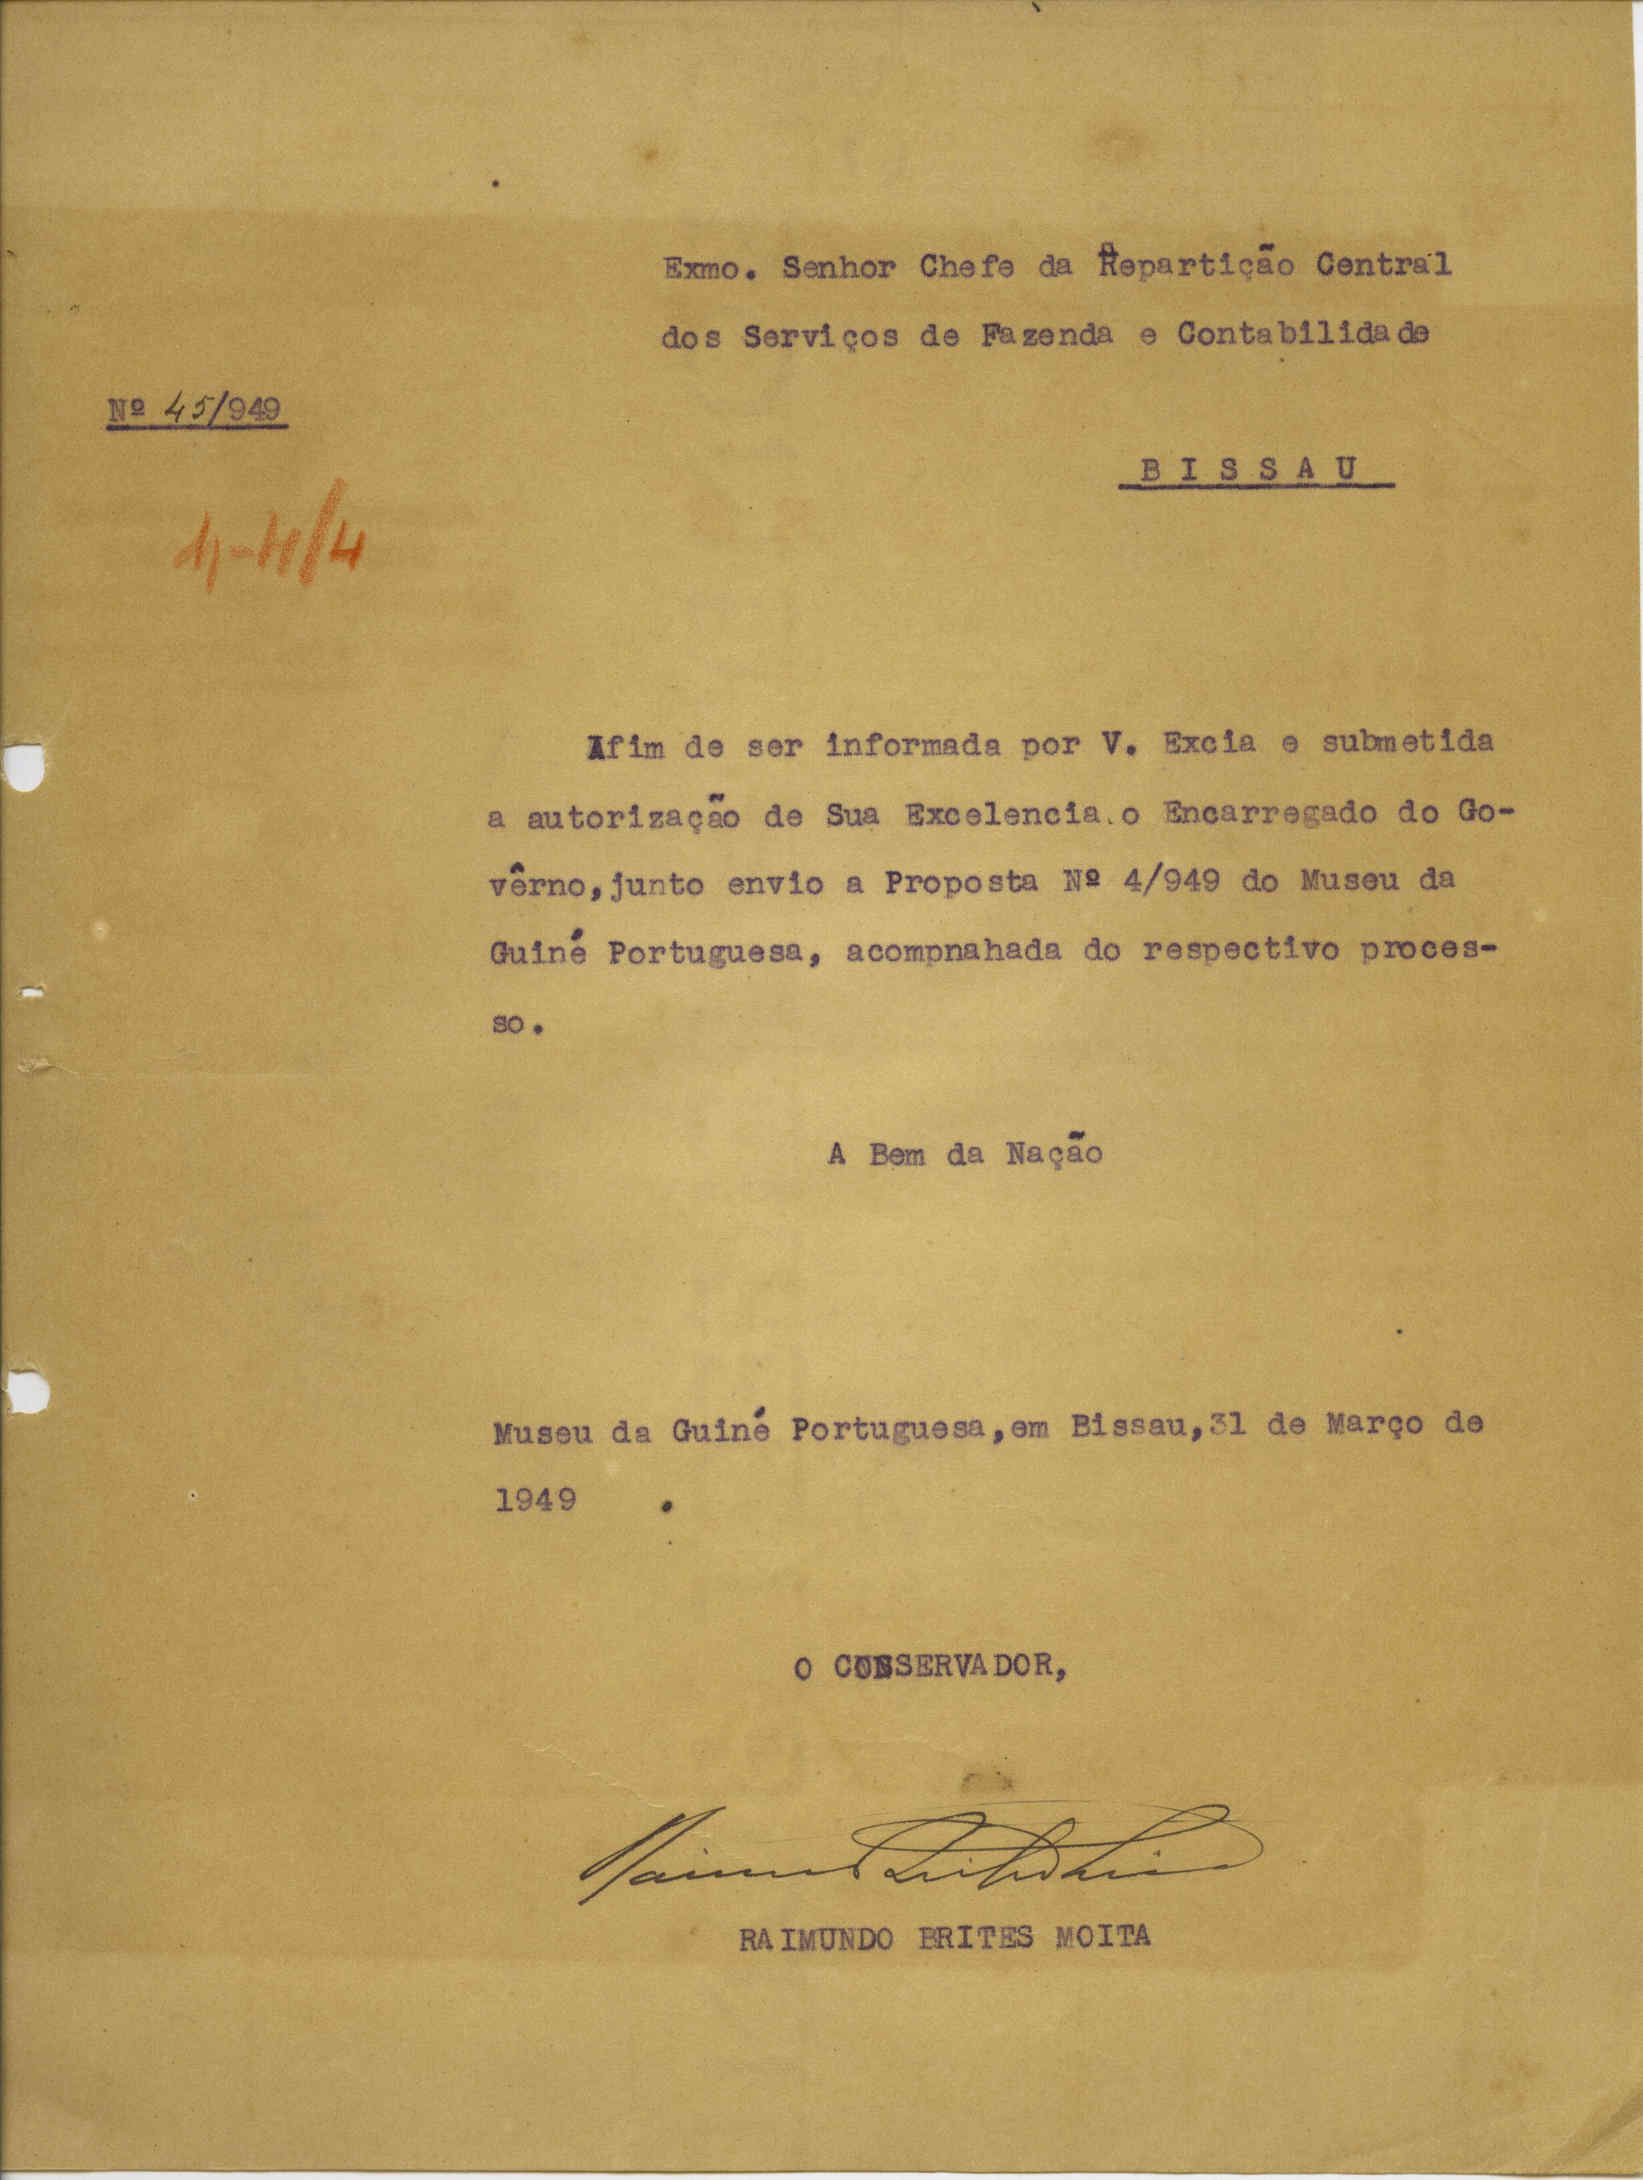 Exmo. Senhor Chefe da Repartição Central
dos Serviços de Fazenda e Contabilidade
Nº 45/949
BISSAU
Afim de ser informada por V. Excia e submetida
a autorização de Sua Excelencia o Encarregado do Go-
vêrno,junto envio a Proposta Nº 4/949 do Museu da
Guiné Portuguesa, acompnahada do respectivo proces-
so.
A Bem da Nação
Museu da Guiné Portuguesa,em Bissau,31 de Março de
1949 .
O CONSERVADOR,
RAIMUNDO BRITES MOITA